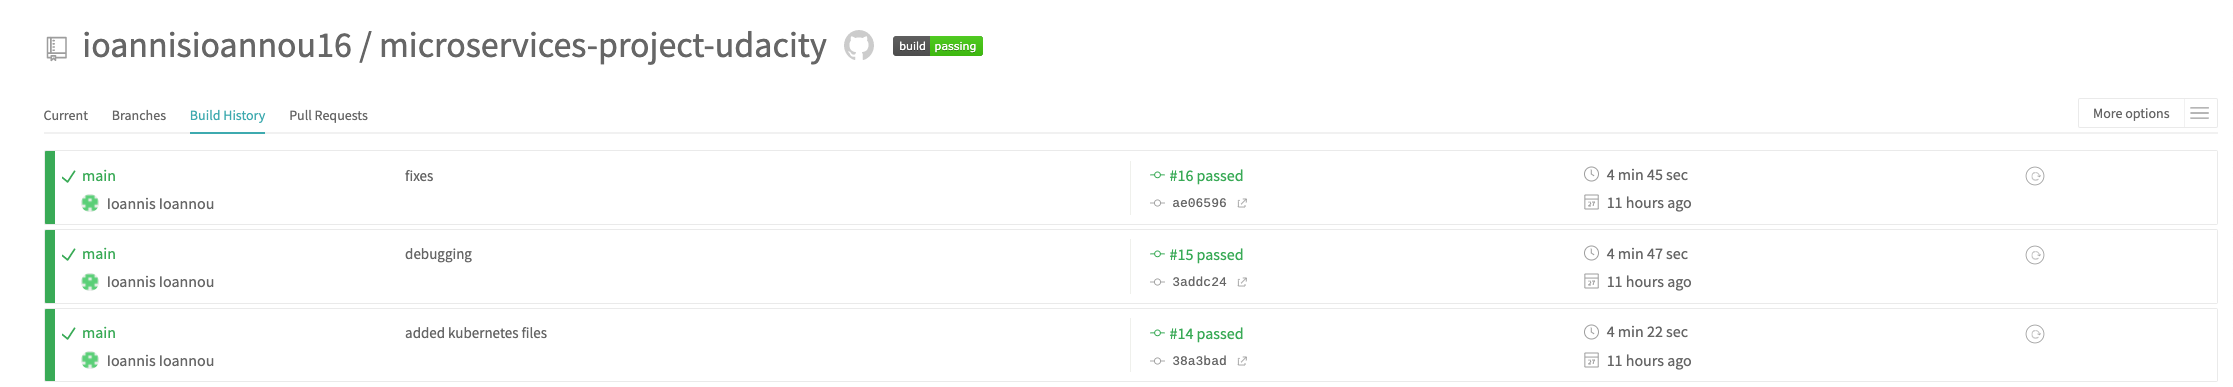 ioannisioannou16 / microservices-project-udacity build passing
Current Branches Build History Pull Requests More options
main fixes #16 passed 4 min 45 sec
Ioannis Ioannou ae06596 11 hours ago
main debugging #15 passed 4 min 47 sec
Ioannis Ioannou 3addc24 11 hours ago
main added kubernetes files #14 passed 4 min 22 sec
Ioannis Ioannou 38a3bad 11 hours ago